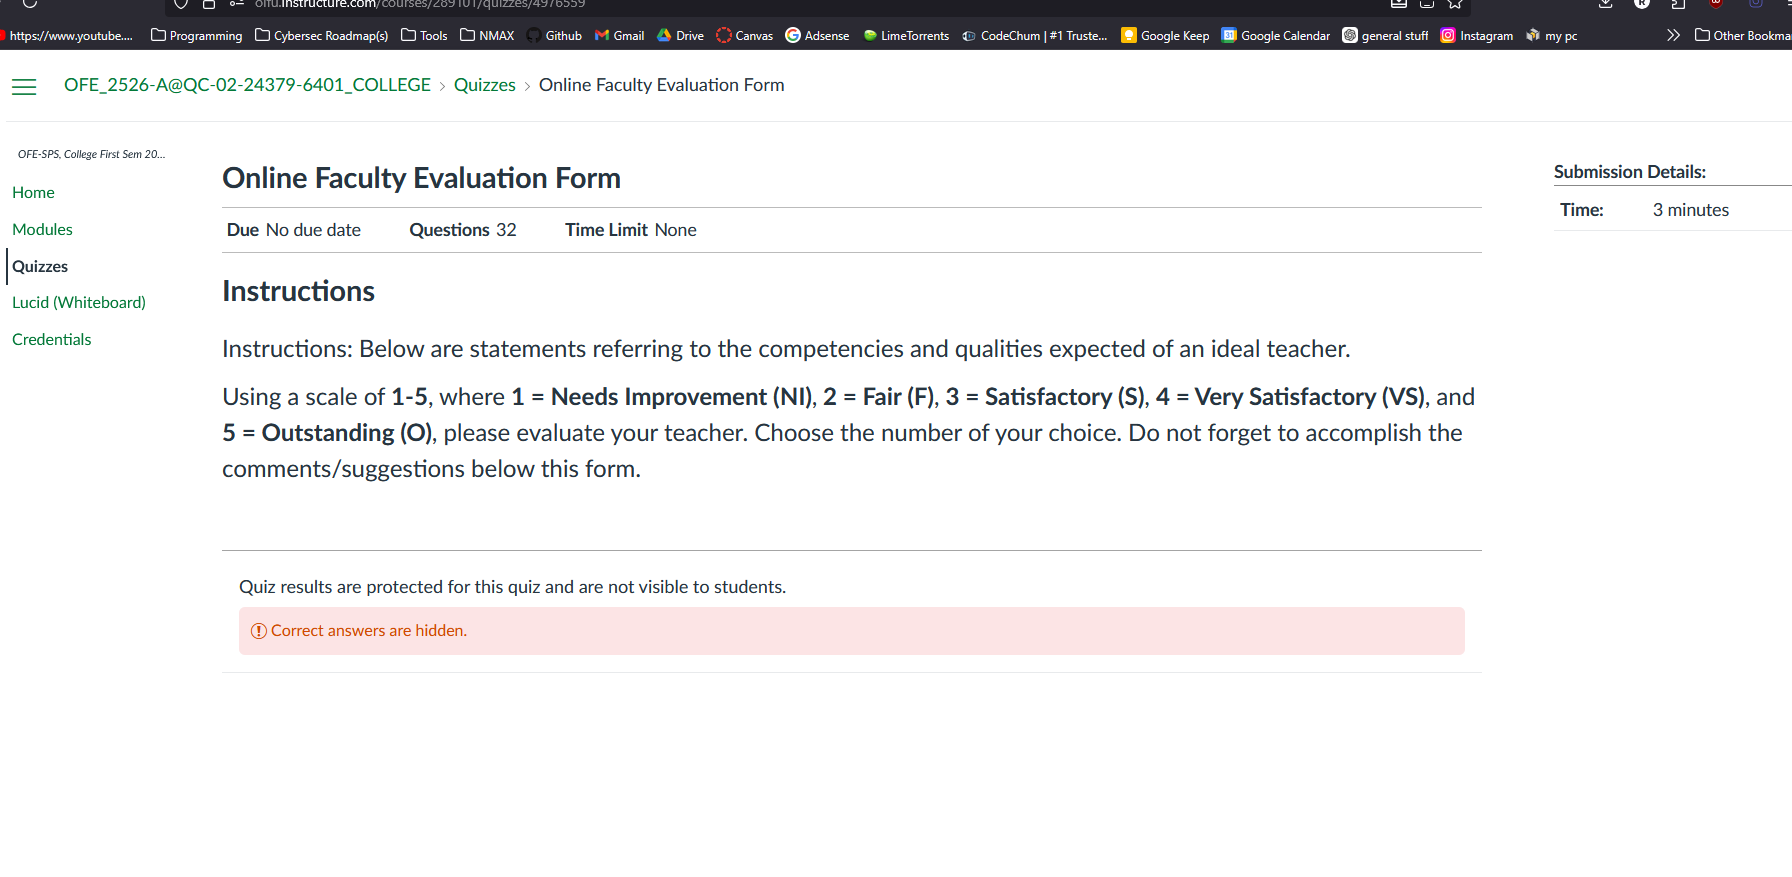 olfu.instructure.com/courses/289101/quizzes/4976559
https://www.youtube.... Programming Cybersec Roadmap(s) Tools NMAX Github Gmail Drive Canvas Adsense LimeTorrents CodeChum | #1 Truste... Google Keep Google Calendar general stuff Instagram my pc Other Bookma
OFE_2526-A@QC-02-24379-6401_COLLEGE > Quizzes > Online Faculty Evaluation Form
OFE-SPS, College First Sem 20...
Home
Modules
Quizzes
Lucid (Whiteboard)
Credentials
Online Faculty Evaluation Form
Due No due date Questions 32 Time Limit None
Instructions
Instructions: Below are statements referring to the competencies and qualities expected of an ideal teacher.
Using a scale of 1-5, where 1 = Needs Improvement (NI), 2 = Fair (F), 3 = Satisfactory (S), 4 = Very Satisfactory (VS), and
5 = Outstanding (O), please evaluate your teacher. Choose the number of your choice. Do not forget to accomplish the
comments/suggestions below this form.
Quiz results are protected for this quiz and are not visible to students.
Correct answers are hidden.
Submission Details:
Time: 3 minutes